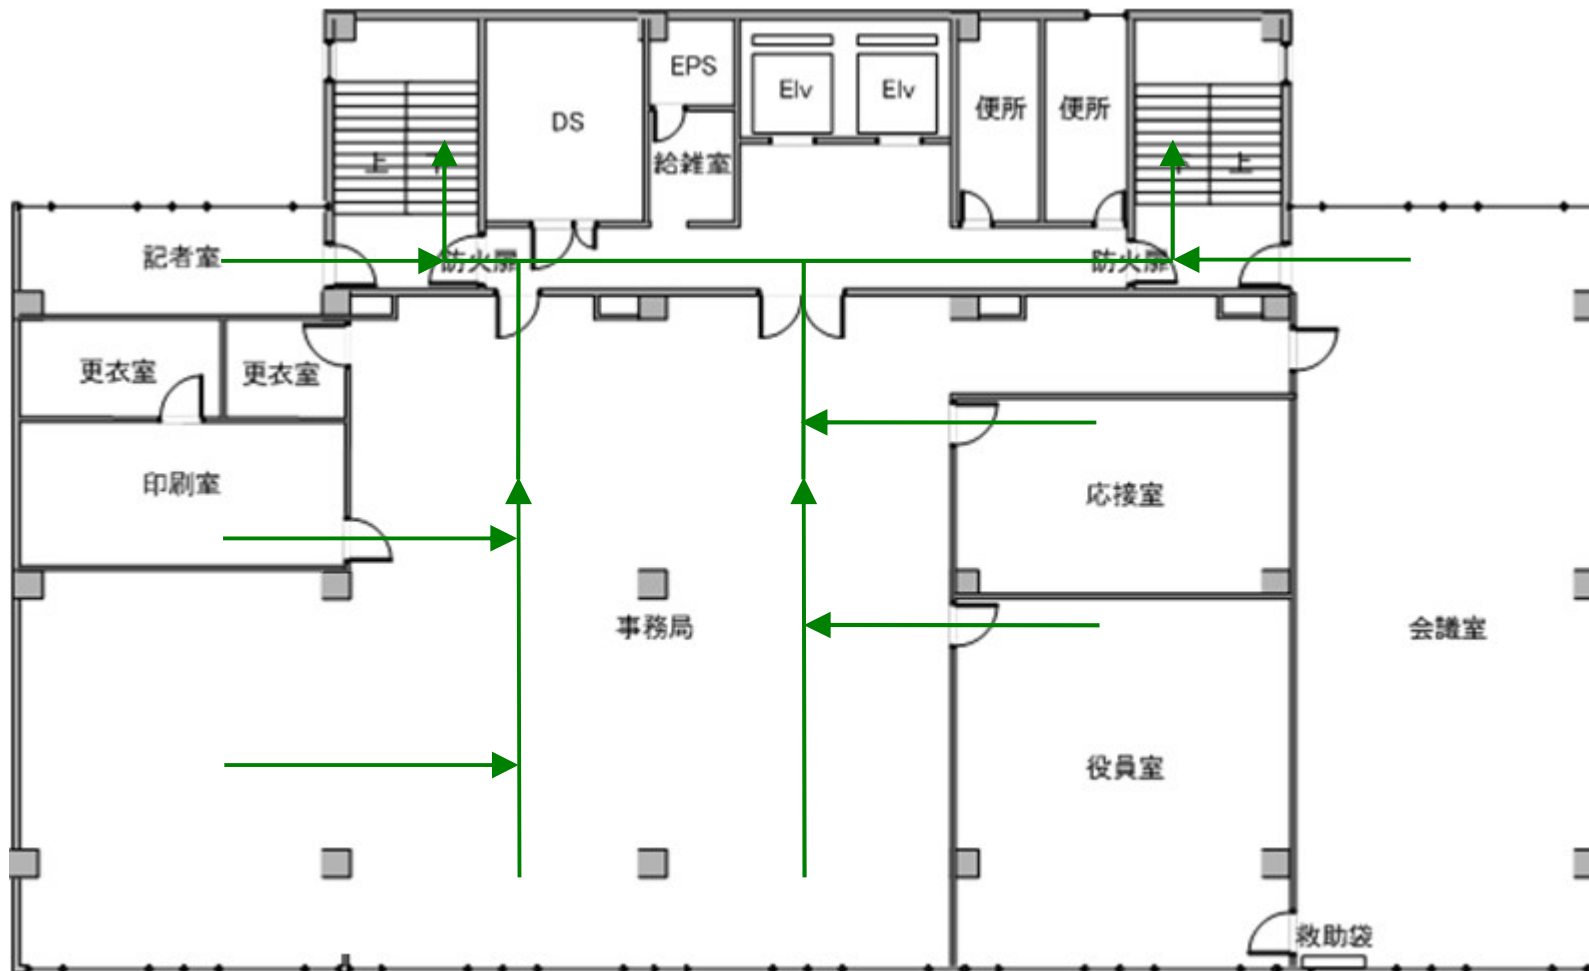 EPS
Elv
Elv
DS
便所
便所
給雑室
上
下
上
記者室
防火扉
防火扉
更衣室
更衣室
印刷室
応接室
事務局
会議室
役員室
救助袋